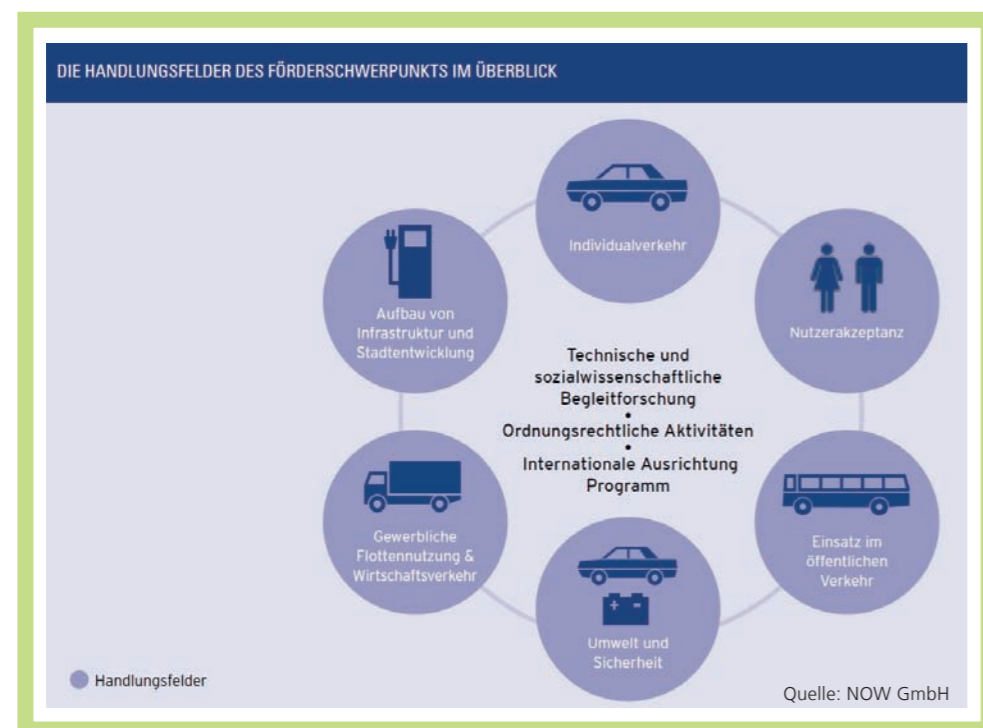 DIE HANDLUNGSFELDER DES FÖRDERSCHWERPUNKTS IM ÜBERBLICK
Individualverkehr
Nutzerakzeptanz
Einsatz im
öffentlichen
Verkehr
Umwelt und
Sicherheit
Gewerbliche
Flottennutzung &
Wirtschaftsverkehr
Aufbau von
Infrastruktur und
Stadtentwicklung
Technische und
sozialwissenschaftliche
Begleitforschung
•
Ordnungsrechtliche Aktivitäten
•
Internationale Ausrichtung
Programm
Handlungsfelder
Quelle: NOW GmbH